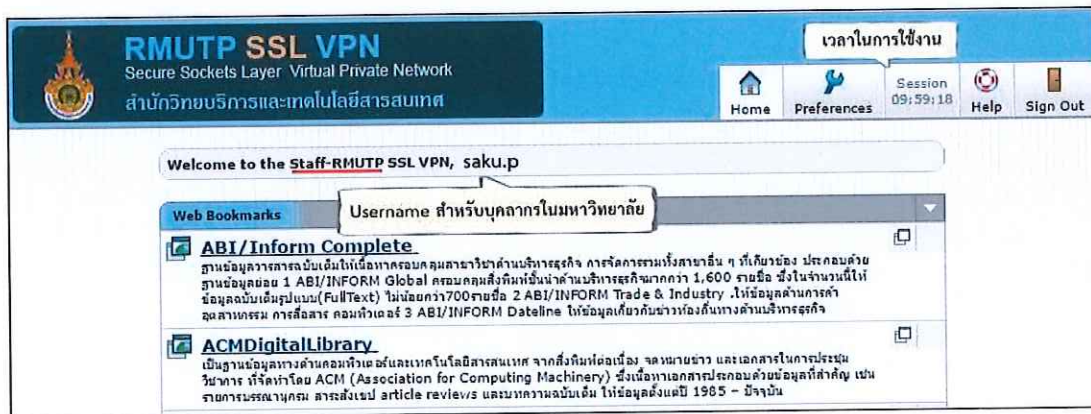 RMUTP SSL VPN
Secure Sockets Layer Virtual Private Network
สำนักวิทยบริการและเทคโนโลยีสารสนเทศ
เวลาในการใช้งาน
Home
Preferences
Session
09:59:18
Help
Sign Out
Welcome to the Staff-RMUTP SSL VPN, saku.p
Web Bookmarks
Username สำหรับบุคลากรในมหาวิทยาลัย
ABI/Inform Complete
ฐานข้อมูลวารสารฉบับเต็มให้เนื้อหาครอบคลุมสาขาวิชาด้านบริหารธุรกิจ การจัดการรวมทั้งสาขาอื่น ๆ ที่เกี่ยวข้อง ประกอบด้วย
ฐานข้อมูลย่อย 1 ABI/INFORM Global ครอบคลุมสิ่งพิมพ์ชั้นนำด้านบริหารธุรกิจมากกว่า 1,600 รายชื่อ ซึ่งในจำนวนนี้ให้
ข้อมูลฉบับเต็มรูปแบบ(FullText) ไม่น้อยกว่า700รายชื่อ 2 ABI/INFORM Trade & Industry .ให้ข้อมูลด้านการค้า
อุตสาหกรรม การสื่อสาร คอมพิวเตอร์ 3 ABI/INFORM Dateline ให้ข้อมูลเกี่ยวกับข่าวท้องถิ่นทางด้านบริหารธุรกิจ
ACMDigitalLibrary
เป็นฐานข้อมูลทางด้านคอมพิวเตอร์และเทคโนโลยีสารสนเทศ จากสิ่งพิมพ์ต่อเนื่อง จดหมายข่าว และเอกสารในการประชุม
วิชาการ ที่จัดทำโดย ACM (Association for Computing Machinery) ซึ่งเนื้อหาเอกสารประกอบด้วยข้อมูลที่สำคัญ เช่น
รายการบรรณานุกรม สาระสังเขป article reviews และบทความฉบับเต็ม ให้ข้อมูลตั้งแต่ปี 1985 – ปัจจุบัน